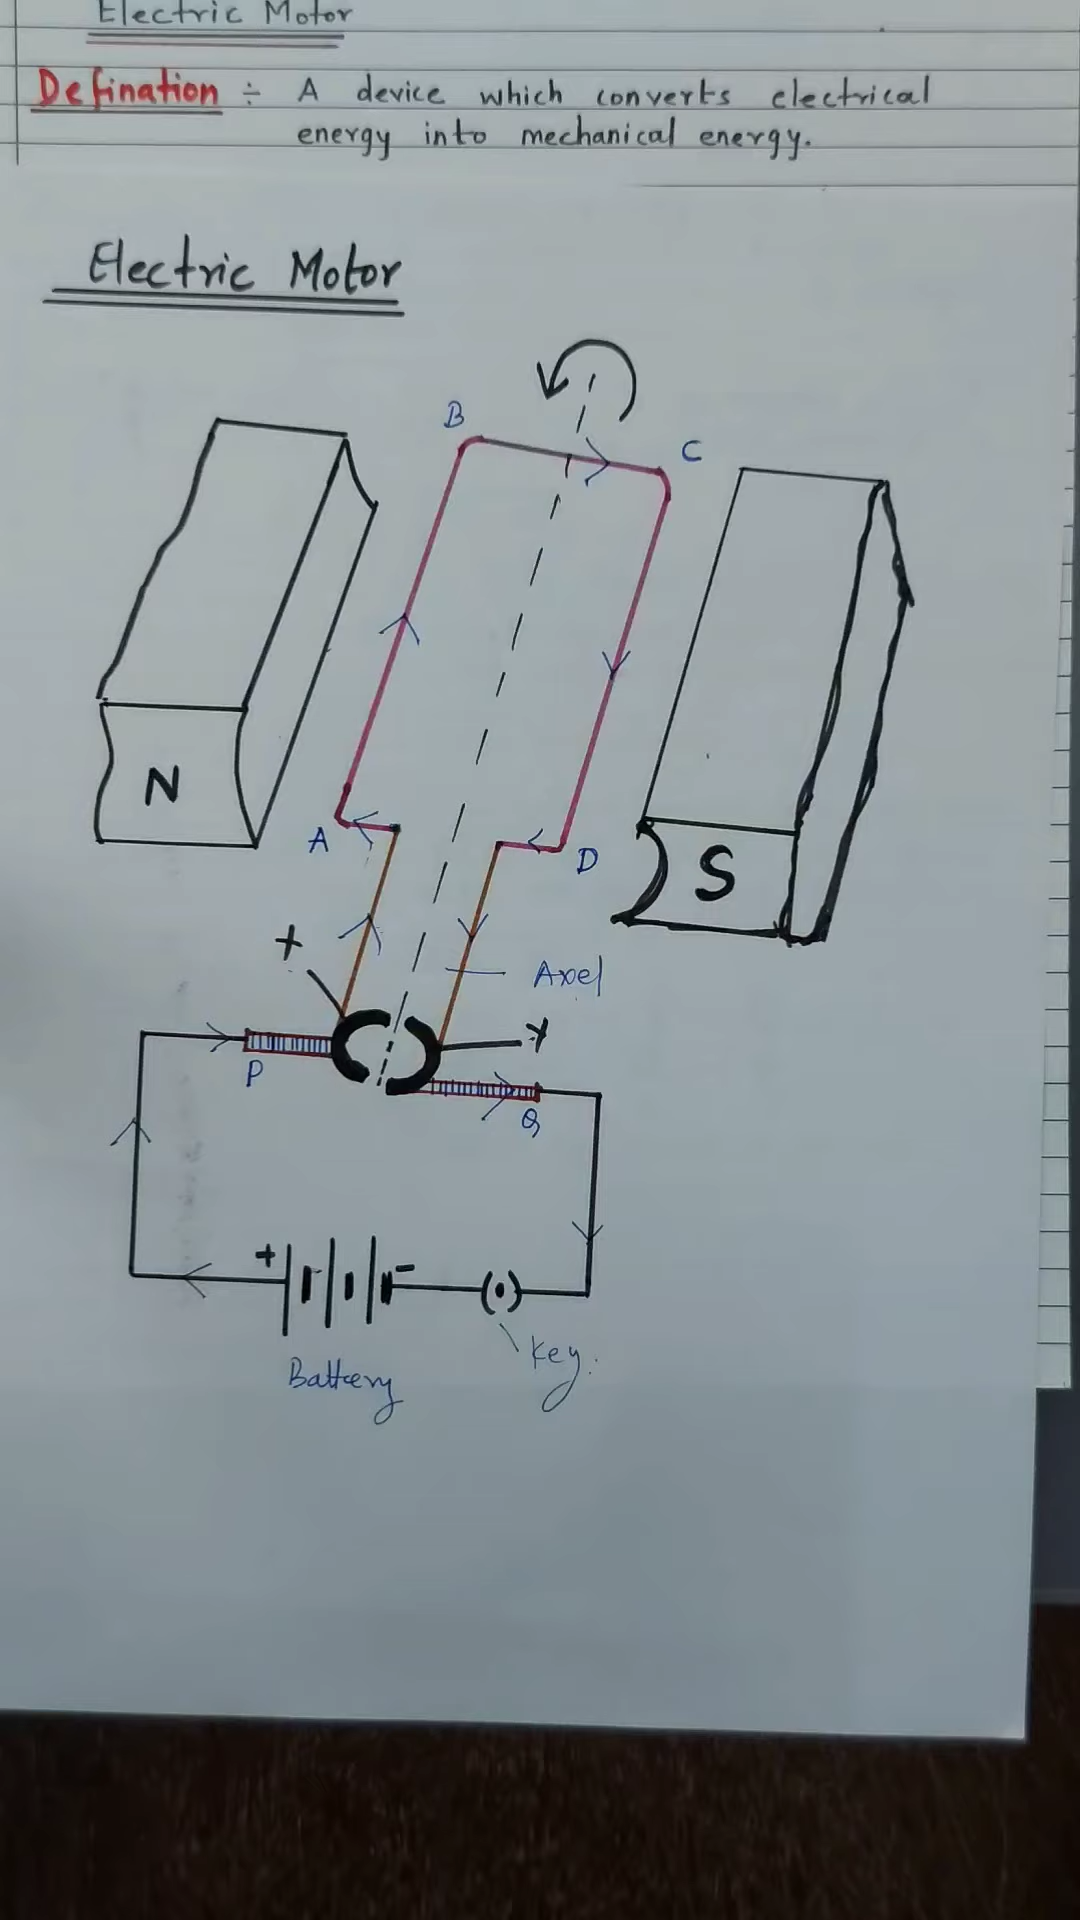 Electric Motor
Defination ÷ A device which converts electrical
energy into mechanical energy.
Electric Motor
B
C
N
A
D
S
+
Axel
P
Q
+
-
Battery
Key.